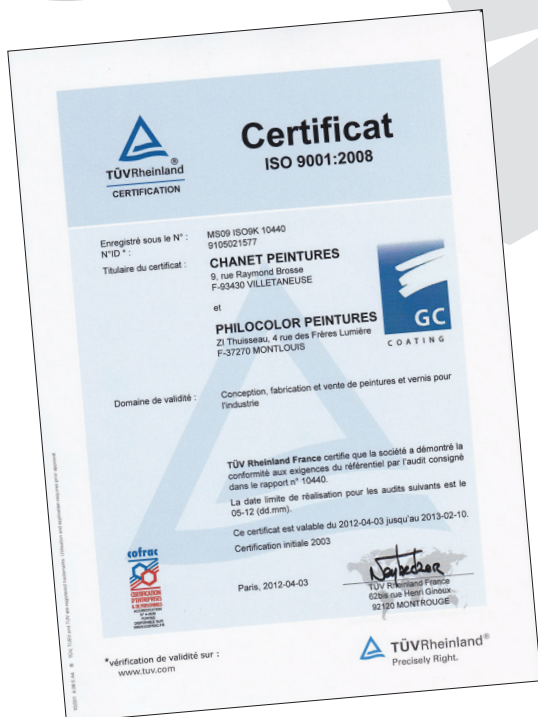 TÜVRheinland®
CERTIFICATION
Certificat
ISO 9001:2008
Enregistré sous le N° : MS09 ISO9K 10440
N°ID * : 9105021577
Titulaire du certificat : CHANET PEINTURES
9, rue Raymond Brosse
F-93430 VILLETANEUSE
et
PHILOCOLOR PEINTURES
ZI Thuisseau, 4 rue des Frères Lumière
F-37270 MONTLOUIS
GC
COATING
Domaine de validité : Conception, fabrication et vente de peintures et vernis pour
l'industrie
TÜV Rheinland France certifie que la société a démontré la
conformité aux exigences du référentiel par l'audit consigné
dans le rapport n° 10440.
La date limite de réalisation pour les audits suivants est le
05-12 (dd.mm).
Ce certificat est valable du 2012-04-03 jusqu'au 2013-02-10.
Certification initiale 2003
cofrac
CERTIFICATION
D'ENTREPRISES
& DE PERSONNES
Paris, 2012-04-03
TÜV Rheinland France
62bis rue Henri Ginoux
92120 MONTROUGE
*vérification de validité sur :
www.tuv.com
TÜVRheinland®
Precisely Right.